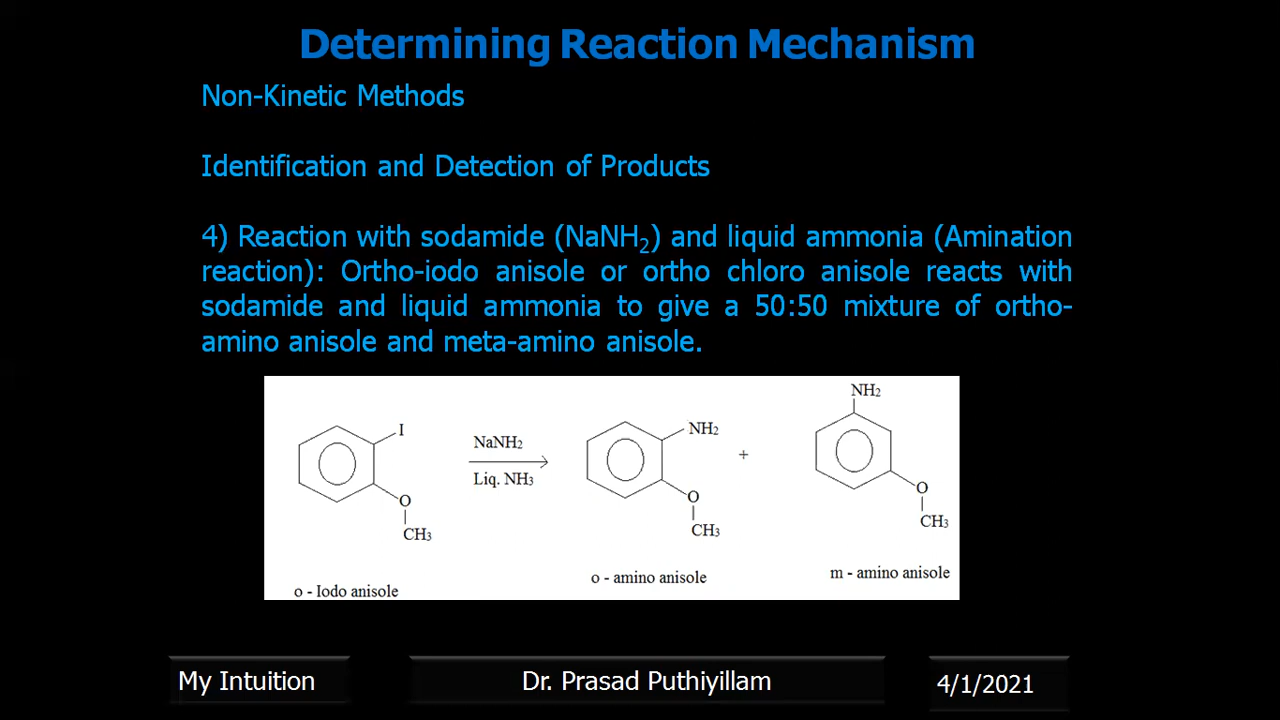 Determining Reaction Mechanism
Non-Kinetic Methods
Identification and Detection of Products
4) Reaction with sodamide (NaNH2) and liquid ammonia (Amination
reaction): Ortho-iodo anisole or ortho chloro anisole reacts with
sodamide and liquid ammonia to give a 50:50 mixture of ortho-
amino anisole and meta-amino anisole.
I
O
CH3
o - Iodo anisole
NaNH2
Liq. NH3
NH2
O
CH3
o - amino anisole
+
NH2
O
CH3
m - amino anisole
My Intuition
Dr. Prasad Puthiyillam
4/1/2021